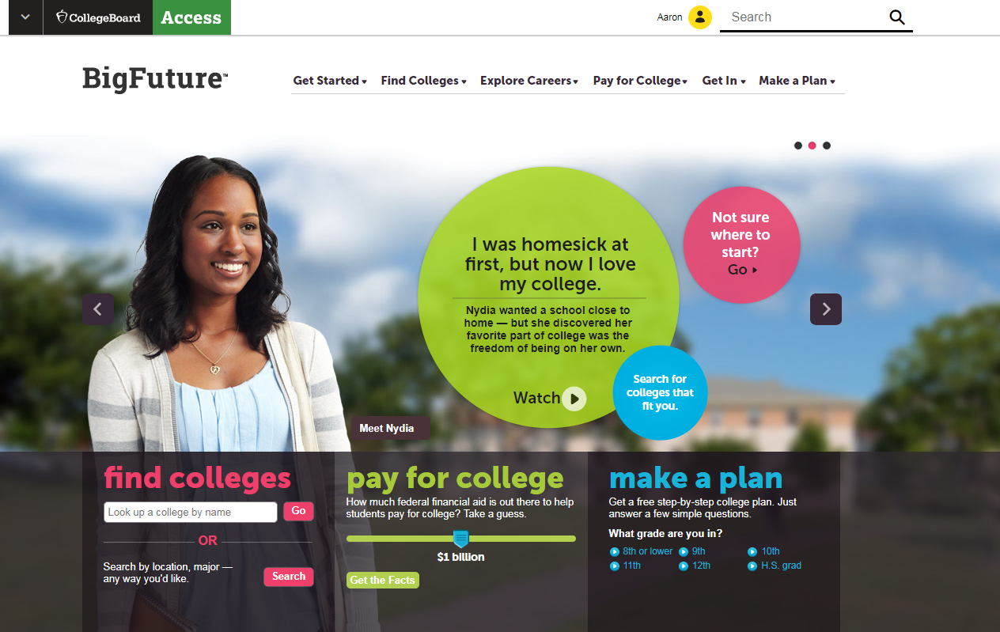 CollegeBoard
Access
Aaron
Search
BigFuture™
Get Started
Find Colleges
Explore Careers
Pay for College
Get In
Make a Plan
I was homesick at
first, but now I love
my college.
Nydia wanted a school close to
home — but she discovered her
favorite part of college was the
freedom of being on her own.
Watch
Not sure
where to
start?
Go
Search for
colleges that
fit you.
Meet Nydia
find colleges
Look up a college by name
Go
OR
Search by location, major —
any way you'd like.
Search
pay for college
How much federal financial aid is out there to help
students pay for college? Take a guess.
$1 billion
Get the Facts
make a plan
Get a free step-by-step college plan. Just
answer a few simple questions.
What grade are you in?
8th or lower
9th
10th
11th
12th
H.S. grad